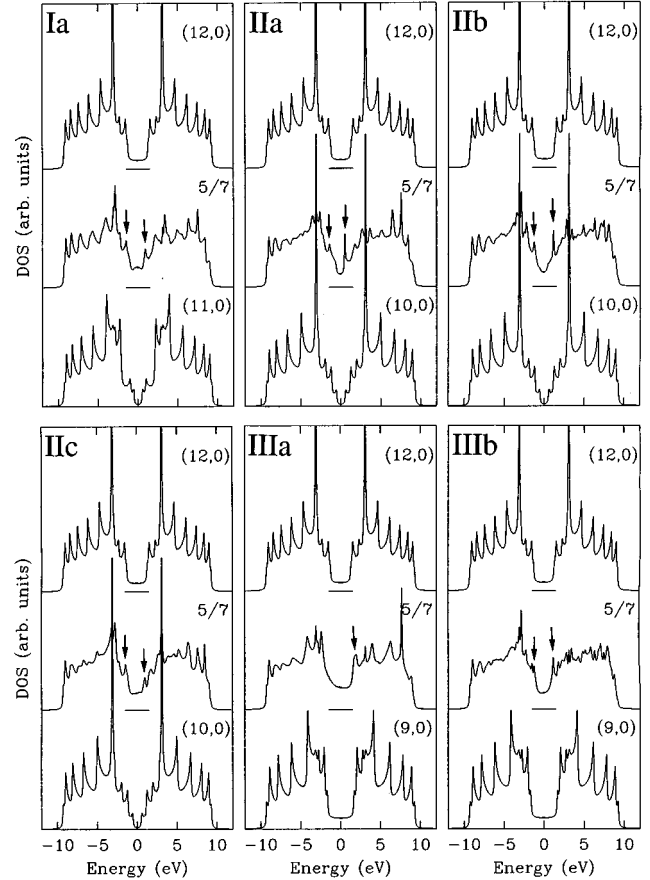 Ia
(12,0)
5/7
(11,0)
IIa
(12,0)
5/7
(10,0)
IIb
(12,0)
5/7
(10,0)
DOS (arb. units)
IIc
(12,0)
5/7
(10,0)
IIIa
(12,0)
5/7
(9,0)
IIIb
(12,0)
5/7
(9,0)
DOS (arb. units)
−10 −5 0 5 10 −10 −5 0 5 10 −10 −5 0 5 10
Energy (eV) Energy (eV) Energy (eV)